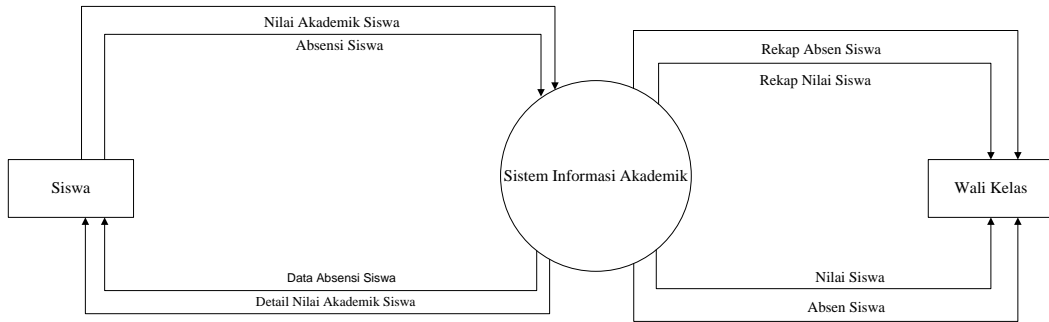 Nilai Akademik Siswa
Absensi Siswa
Rekap Absen Siswa
Rekap Nilai Siswa
Siswa
Sistem Informasi Akademik
Wali Kelas
Data Absensi Siswa
Detail Nilai Akademik Siswa
Nilai Siswa
Absen Siswa